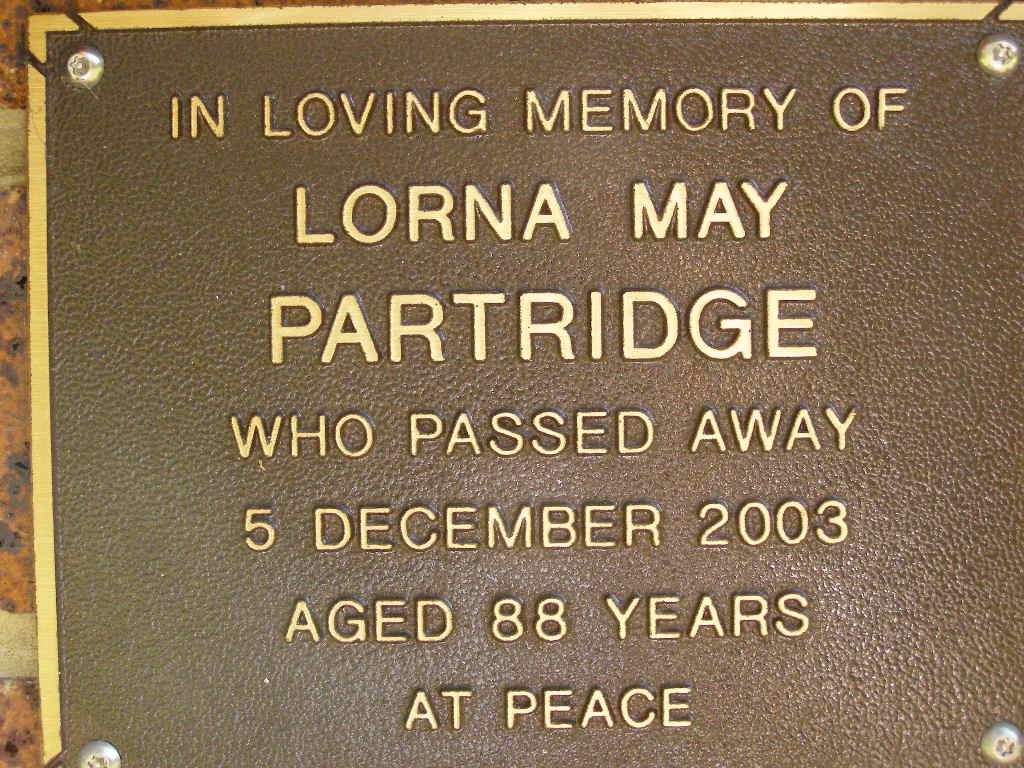 IN LOVING MEMORY OF
LORNA MAY
PARTRIDGE
WHO PASSED AWAY
5 DECEMBER 2003
AGED 88 YEARS
AT PEACE